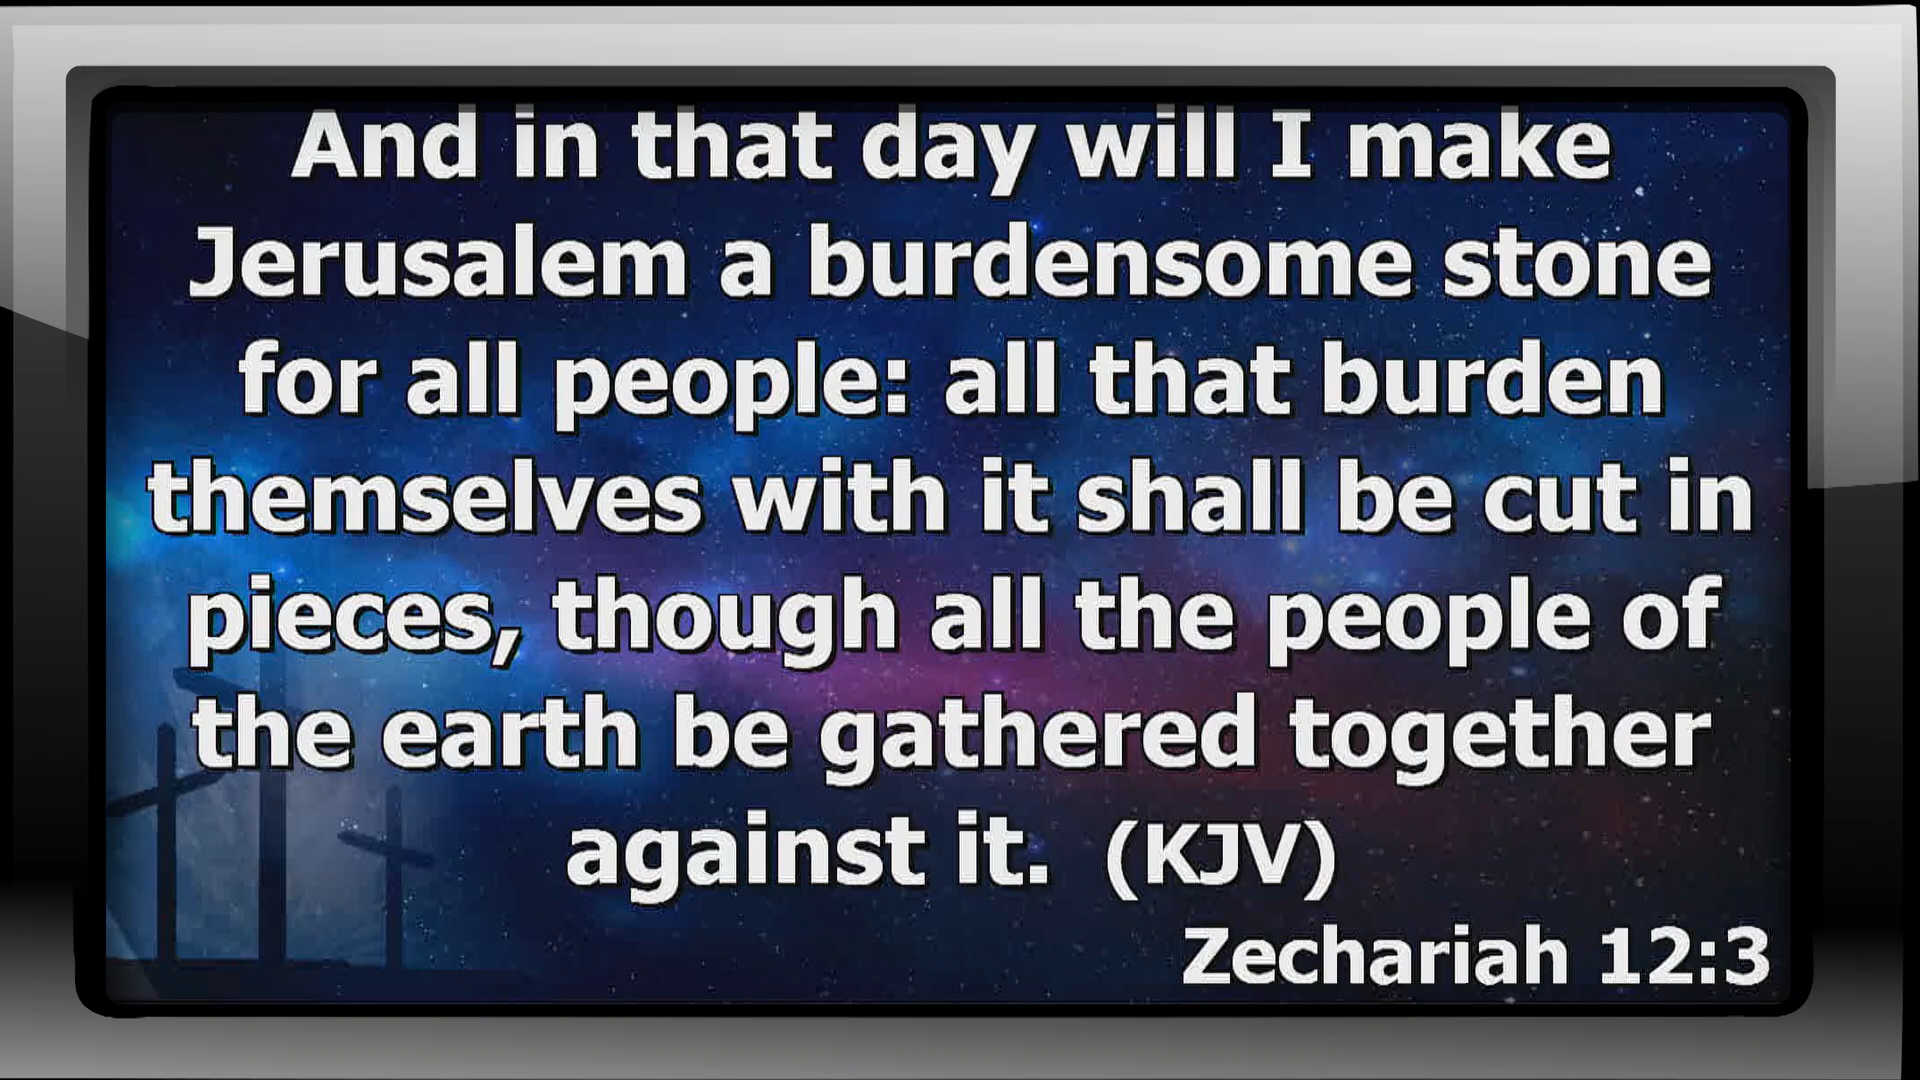 And in that day will I make
Jerusalem a burdensome stone
for all people: all that burden
themselves with it shall be cut in
pieces, though all the people of
the earth be gathered together
against it. (KJV)
Zechariah 12:3